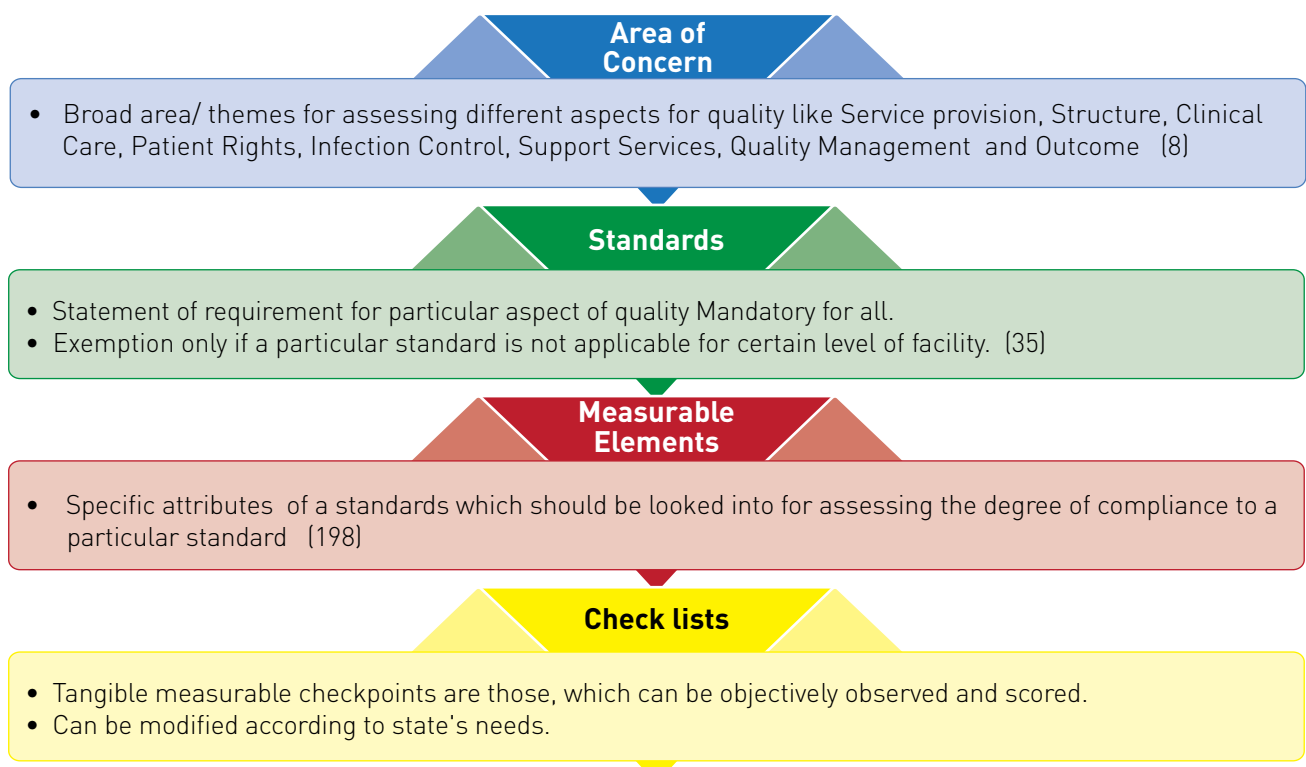 Area of
Concern
• Broad area/ themes for assessing different aspects for quality like Service provision, Structure, Clinical
Care, Patient Rights, Infection Control, Support Services, Quality Management and Outcome (8)
Standards
• Statement of requirement for particular aspect of quality Mandatory for all.
• Exemption only if a particular standard is not applicable for certain level of facility. (35)
Measurable
Elements
• Specific attributes of a standards which should be looked into for assessing the degree of compliance to a
particular standard (198)
Check lists
• Tangible measurable checkpoints are those, which can be objectively observed and scored.
• Can be modified according to state's needs.